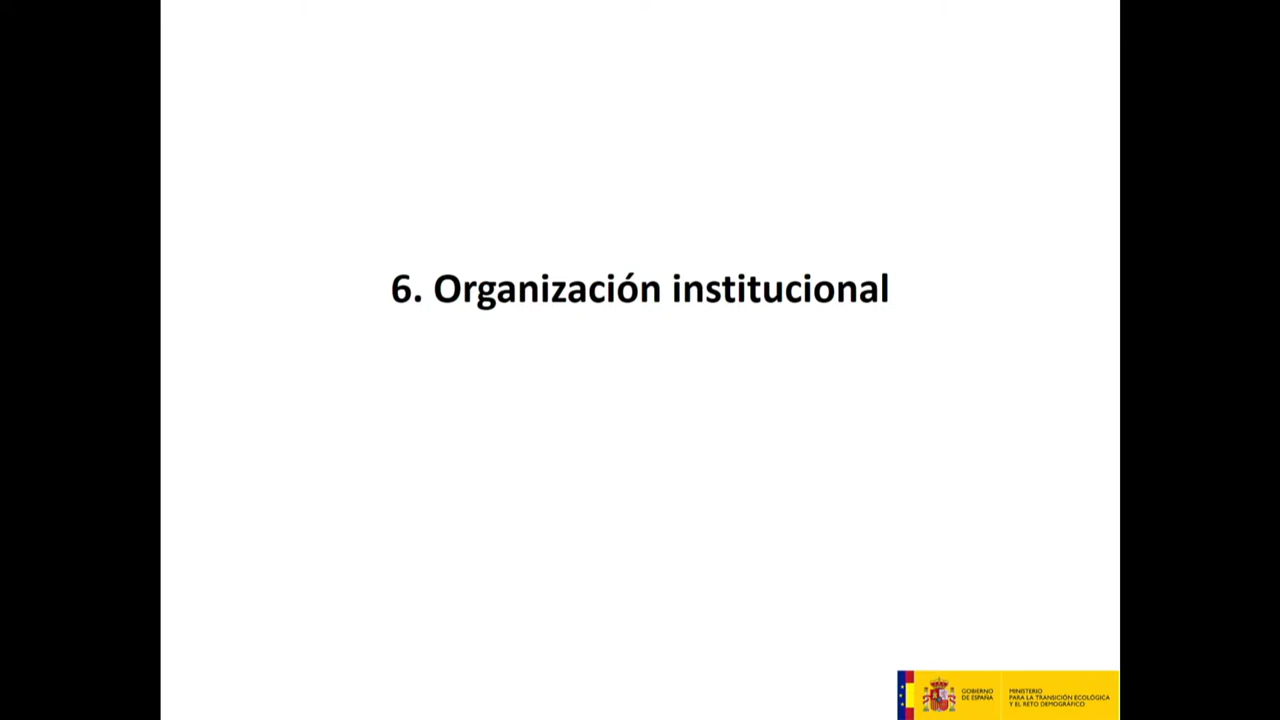 6. Organización institucional
GOBIERNO
DE ESPAÑA
MINISTERIO
PARA LA TRANSICIÓN ECOLÓGICA
Y EL RETO DEMOGRÁFICO